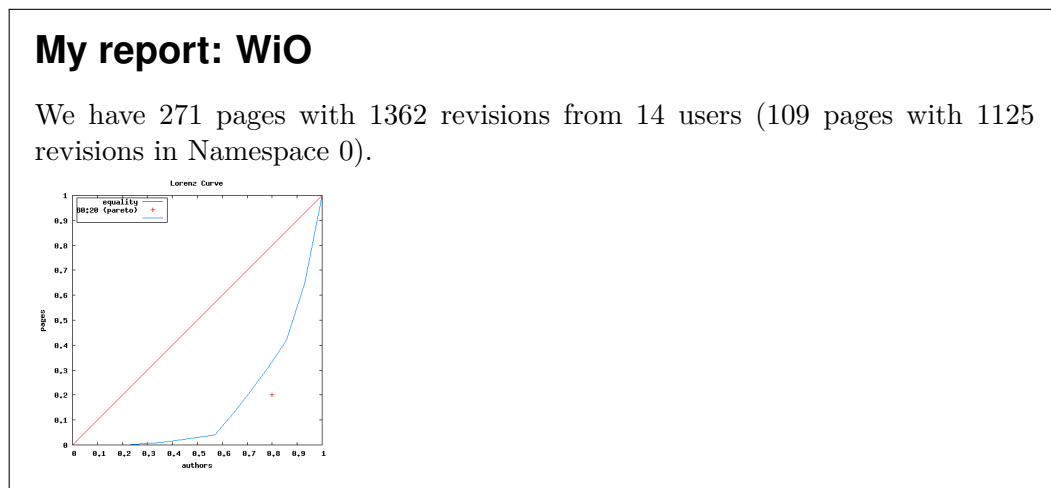 My report: WiO
We have 271 pages with 1362 revisions from 14 users (109 pages with 1125
revisions in Namespace 0).
Lorenz Curve
equality
80:20 (pareto)
1
0.9
0.8
0.7
0.6
0.5
0.4
0.3
0.2
0.1
0
pages
0 0.1 0.2 0.3 0.4 0.5 0.6 0.7 0.8 0.9 1
authors